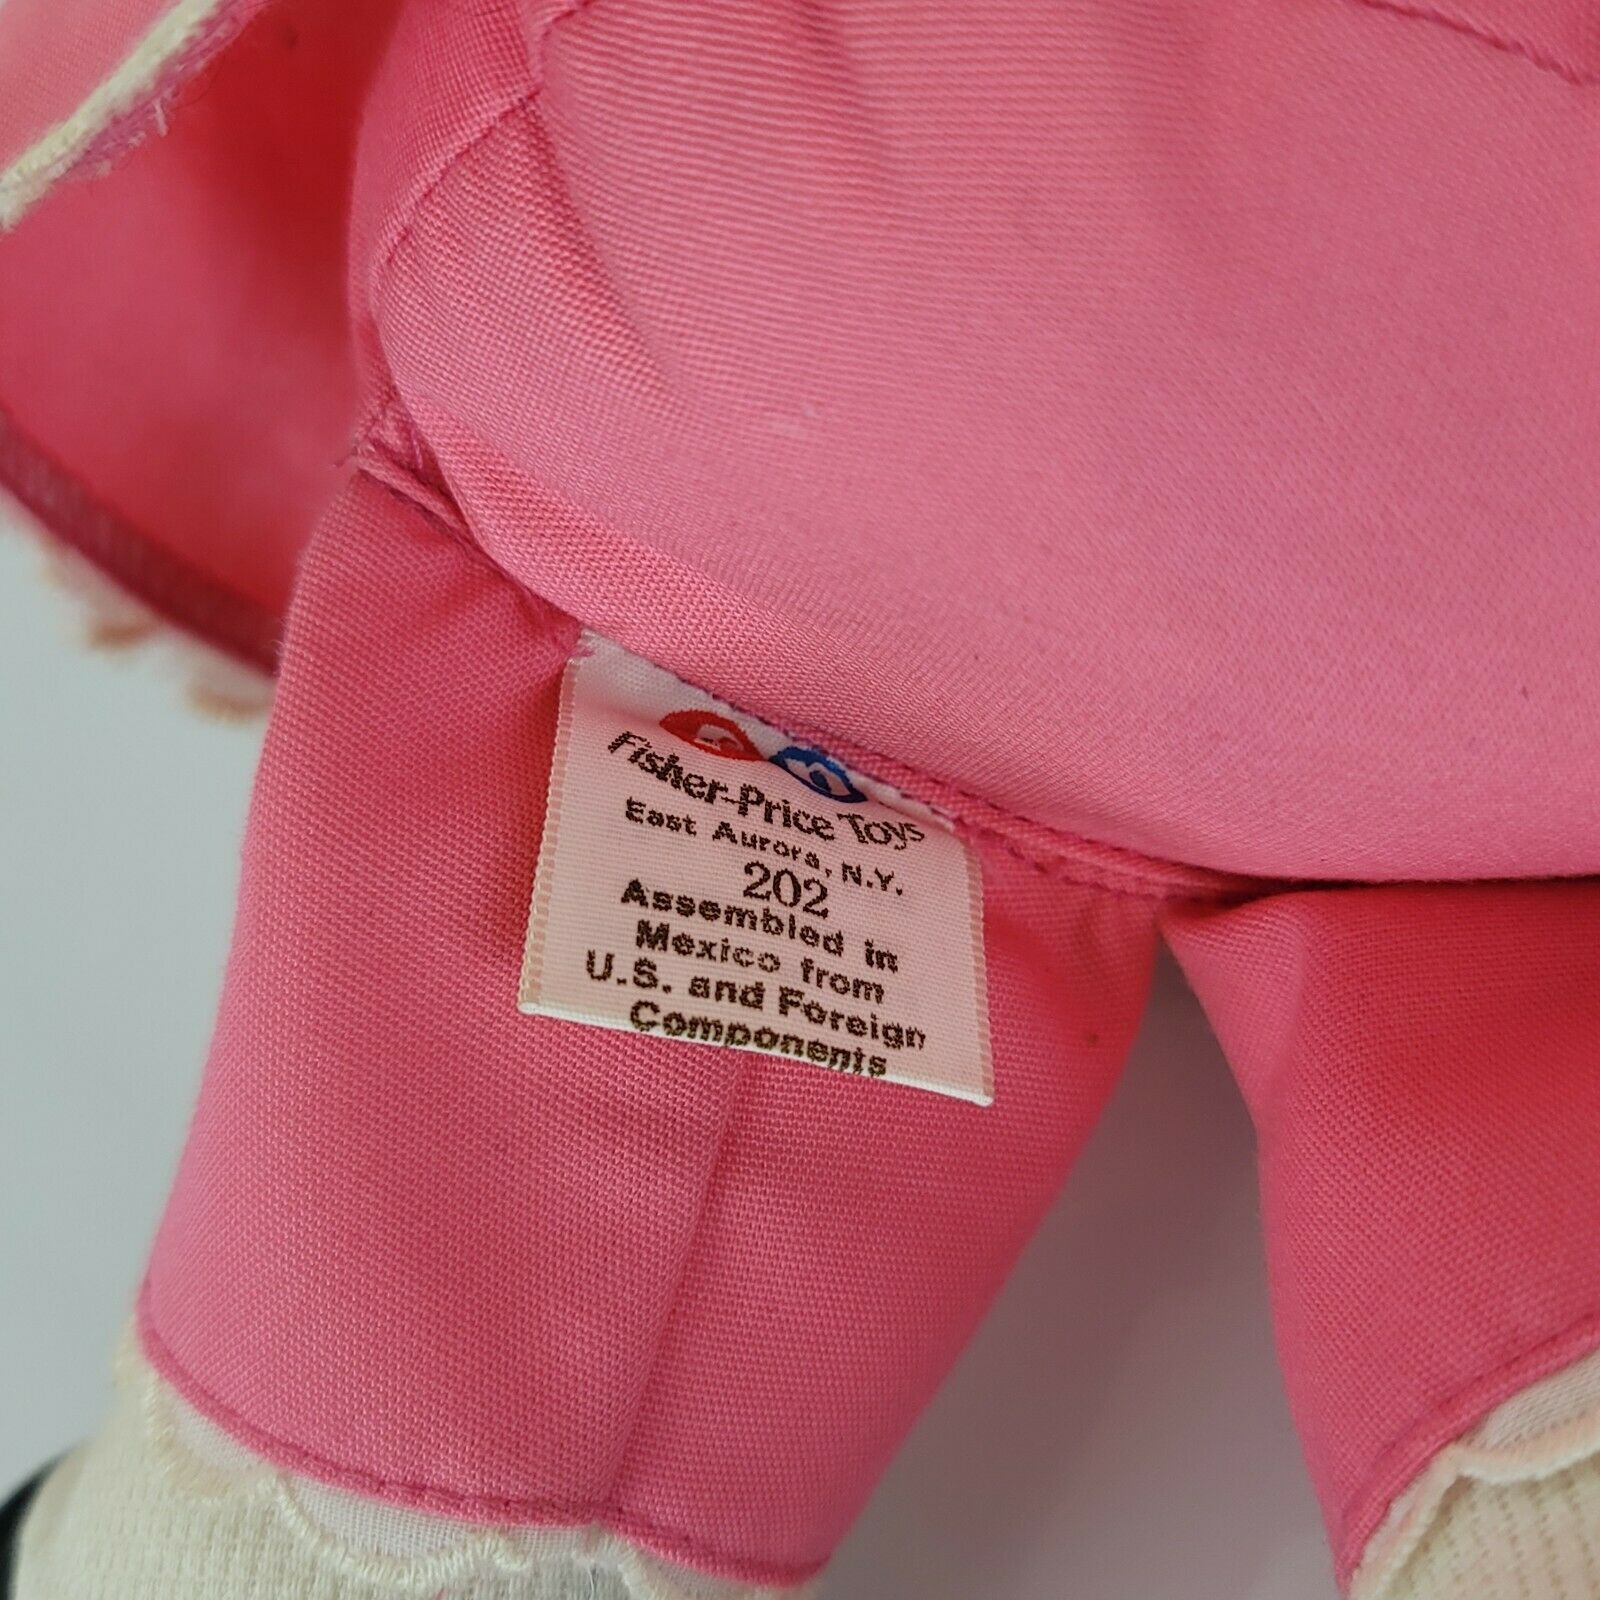 Fisher-Price Toys
East Aurora, N.Y.
202
Assembled in
Mexico from
U.S. and Foreign
Components